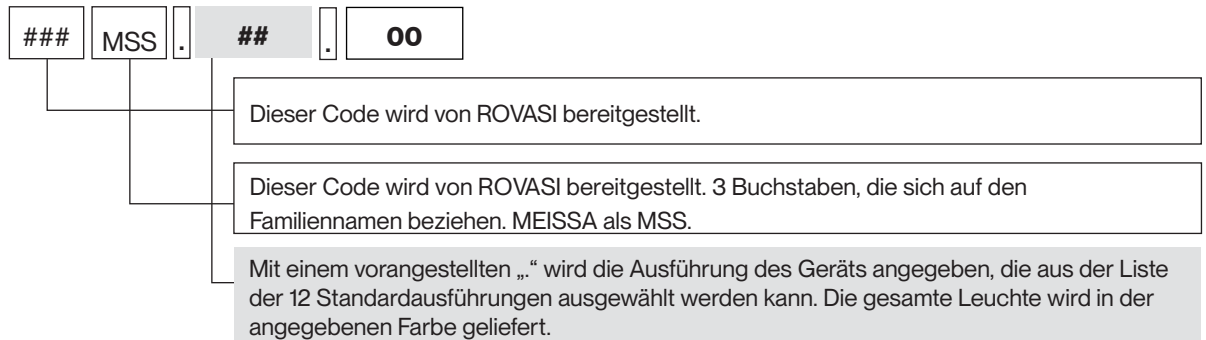 ### MSS . ## . 00
Dieser Code wird von ROVASI bereitgestellt.
Dieser Code wird von ROVASI bereitgestellt. 3 Buchstaben, die sich auf den
Familiennamen beziehen. MEISSA als MSS.
Mit einem vorangestellten „.“ wird die Ausführung des Geräts angegeben, die aus der Liste
der 12 Standardausführungen ausgewählt werden kann. Die gesamte Leuchte wird in der
angegebenen Farbe geliefert.